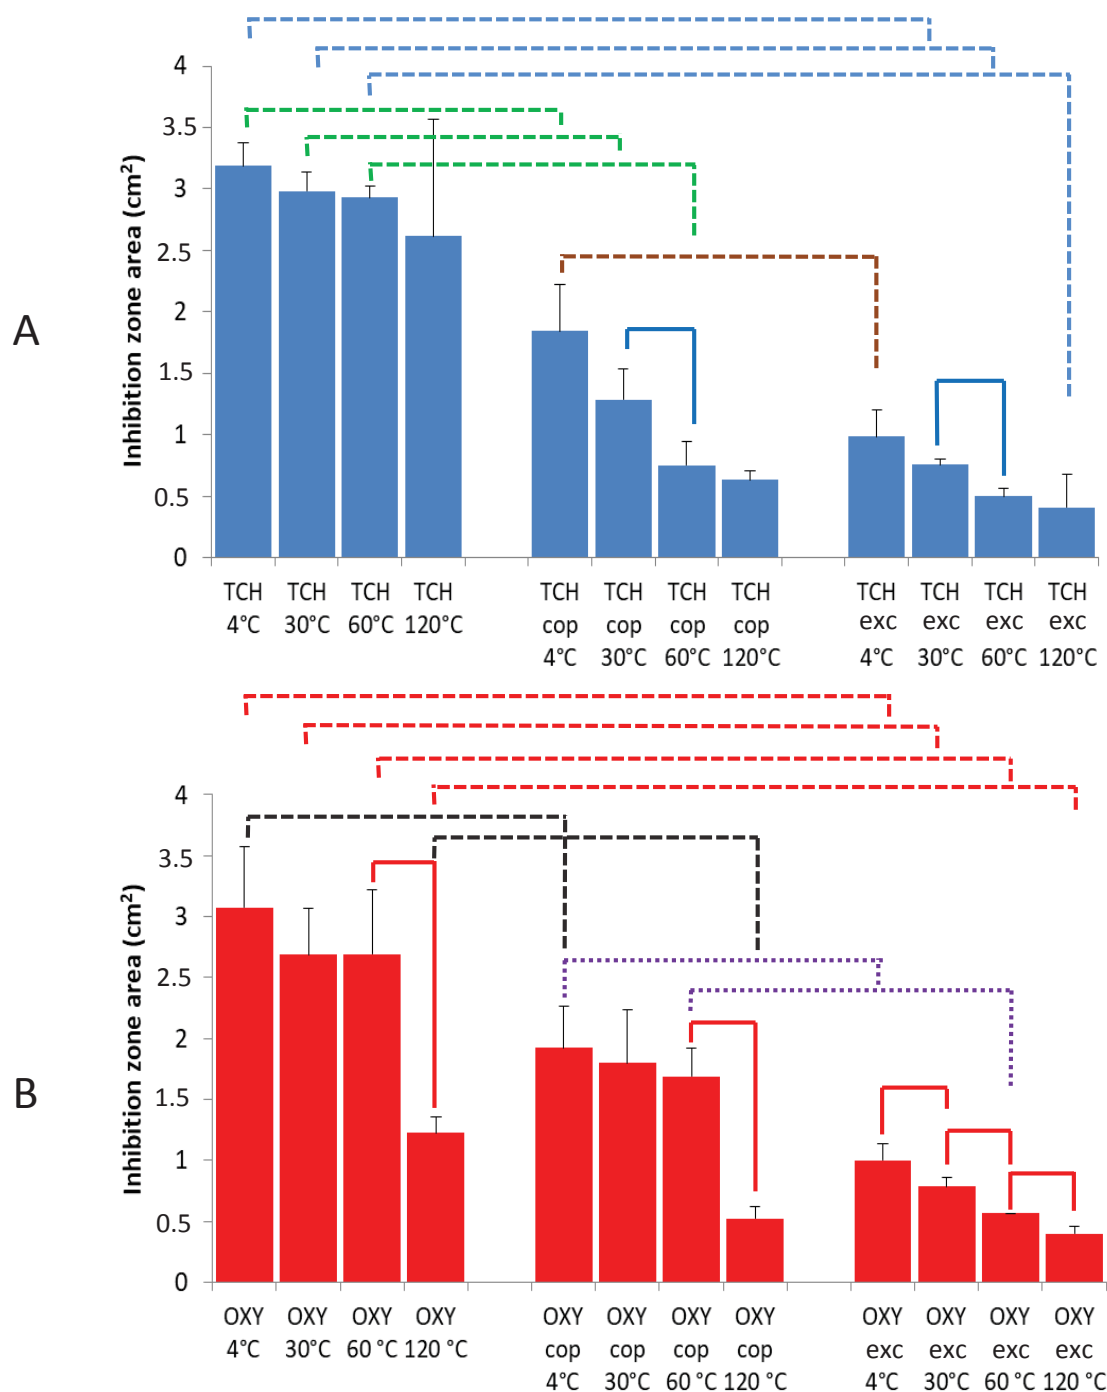 4
3.5
3
2.5
2
1.5
1
0.5
0
Inhibition zone area (cm²)
A
TCH TCH TCH TCH TCH TCH TCH TCH TCH TCH TCH TCH
4°C 30°C 60°C 120°C cop cop cop cop exc exc exc exc
4°C 30°C 60°C 120°C 4°C 30°C 60°C 120°C
4
3.5
3
2.5
2
1.5
1
0.5
0
Inhibition zone area (cm²)
B
OXY OXY OXY OXY OXY OXY OXY OXY OXY OXY OXY OXY
4°C 30°C 60 °C 120 °C cop cop cop cop exc exc exc exc
4°C 30°C 60 °C 120 °C 4°C 30°C 60 °C 120 °C